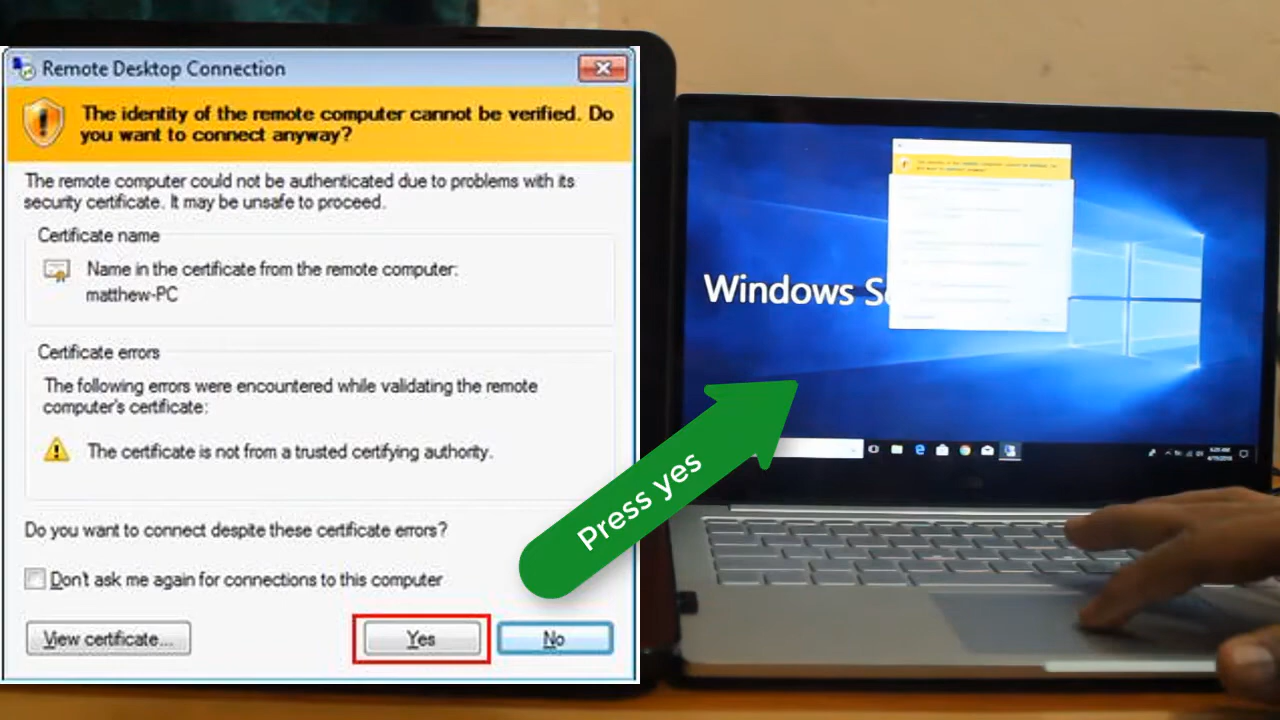 Remote Desktop Connection
The identity of the remote computer cannot be verified. Do
you want to connect anyway?
The remote computer could not be authenticated due to problems with its
security certificate. It may be unsafe to proceed.
Certificate name
Name in the certificate from the remote computer:
matthew-PC
Certificate errors
The following errors were encountered while validating the remote
computer's certificate:
The certificate is not from a trusted certifying authority.
Do you want to connect despite these certificate errors?
Don't ask me again for connections to this computer
View certificate...
Yes
No
Press yes
Windows